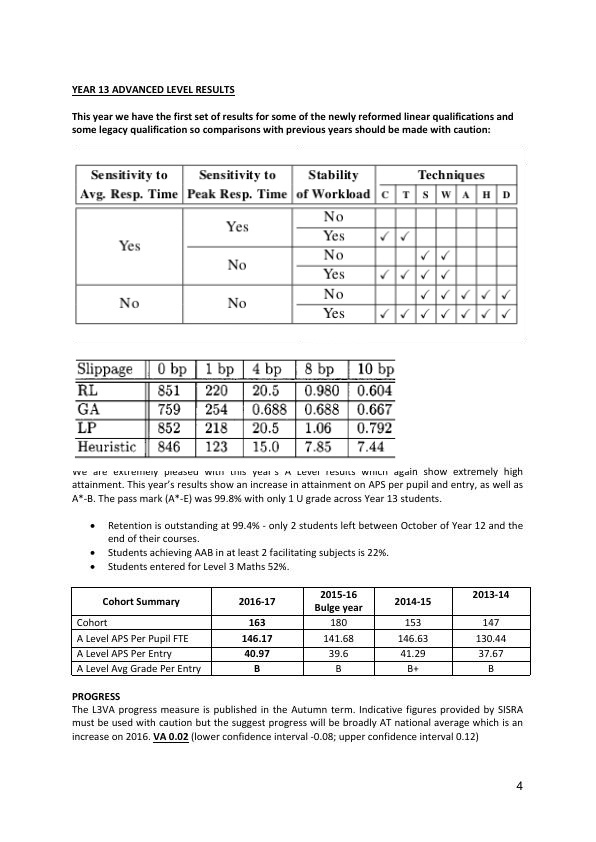 YEAR 13 ADVANCED LEVEL RESULTS
This year we have the first set of results for some of the newly reformed linear qualifications and
some legacy qualification so comparisons with previous years should be made with caution:
Sensitivity to Sensitivity to Stability Techniques
Avg. Resp. Time Peak Resp. Time of Workload C T S W A H D
Yes Yes No
Yes ✓ ✓
No No ✓ ✓
Yes ✓ ✓ ✓ ✓
No No No ✓ ✓ ✓ ✓ ✓
Yes ✓ ✓ ✓ ✓ ✓ ✓ ✓
Slippage 0 bp 1 bp 4 bp 8 bp 10 bp
RL 851 220 20.5 0.980 0.604
GA 759 254 0.688 0.688 0.667
LP 852 218 20.5 1.06 0.792
Heuristic 846 123 15.0 7.85 7.44
We are extremely pleased with this year's A Level results which again show extremely high
attainment. This year's results show an increase in attainment on APS per pupil and entry, as well as
A*-B. The pass mark (A*-E) was 99.8% with only 1 U grade across Year 13 students.
• Retention is outstanding at 99.4% - only 2 students left between October of Year 12 and the
end of their courses.
• Students achieving AAB in at least 2 facilitating subjects is 22%.
• Students entered for Level 3 Maths 52%.
Cohort Summary 2016-17 2015-16 2014-15 2013-14
Bulge year
Cohort 163 180 153 147
A Level APS Per Pupil FTE 146.17 141.68 146.63 130.44
A Level APS Per Entry 40.97 39.6 41.29 37.67
A Level Avg Grade Per Entry B B B+ B
PROGRESS
The L3VA progress measure is published in the Autumn term. Indicative figures provided by SISRA
must be used with caution but the suggest progress will be broadly AT national average which is an
increase on 2016. VA 0.02 (lower confidence interval -0.08; upper confidence interval 0.12)
4